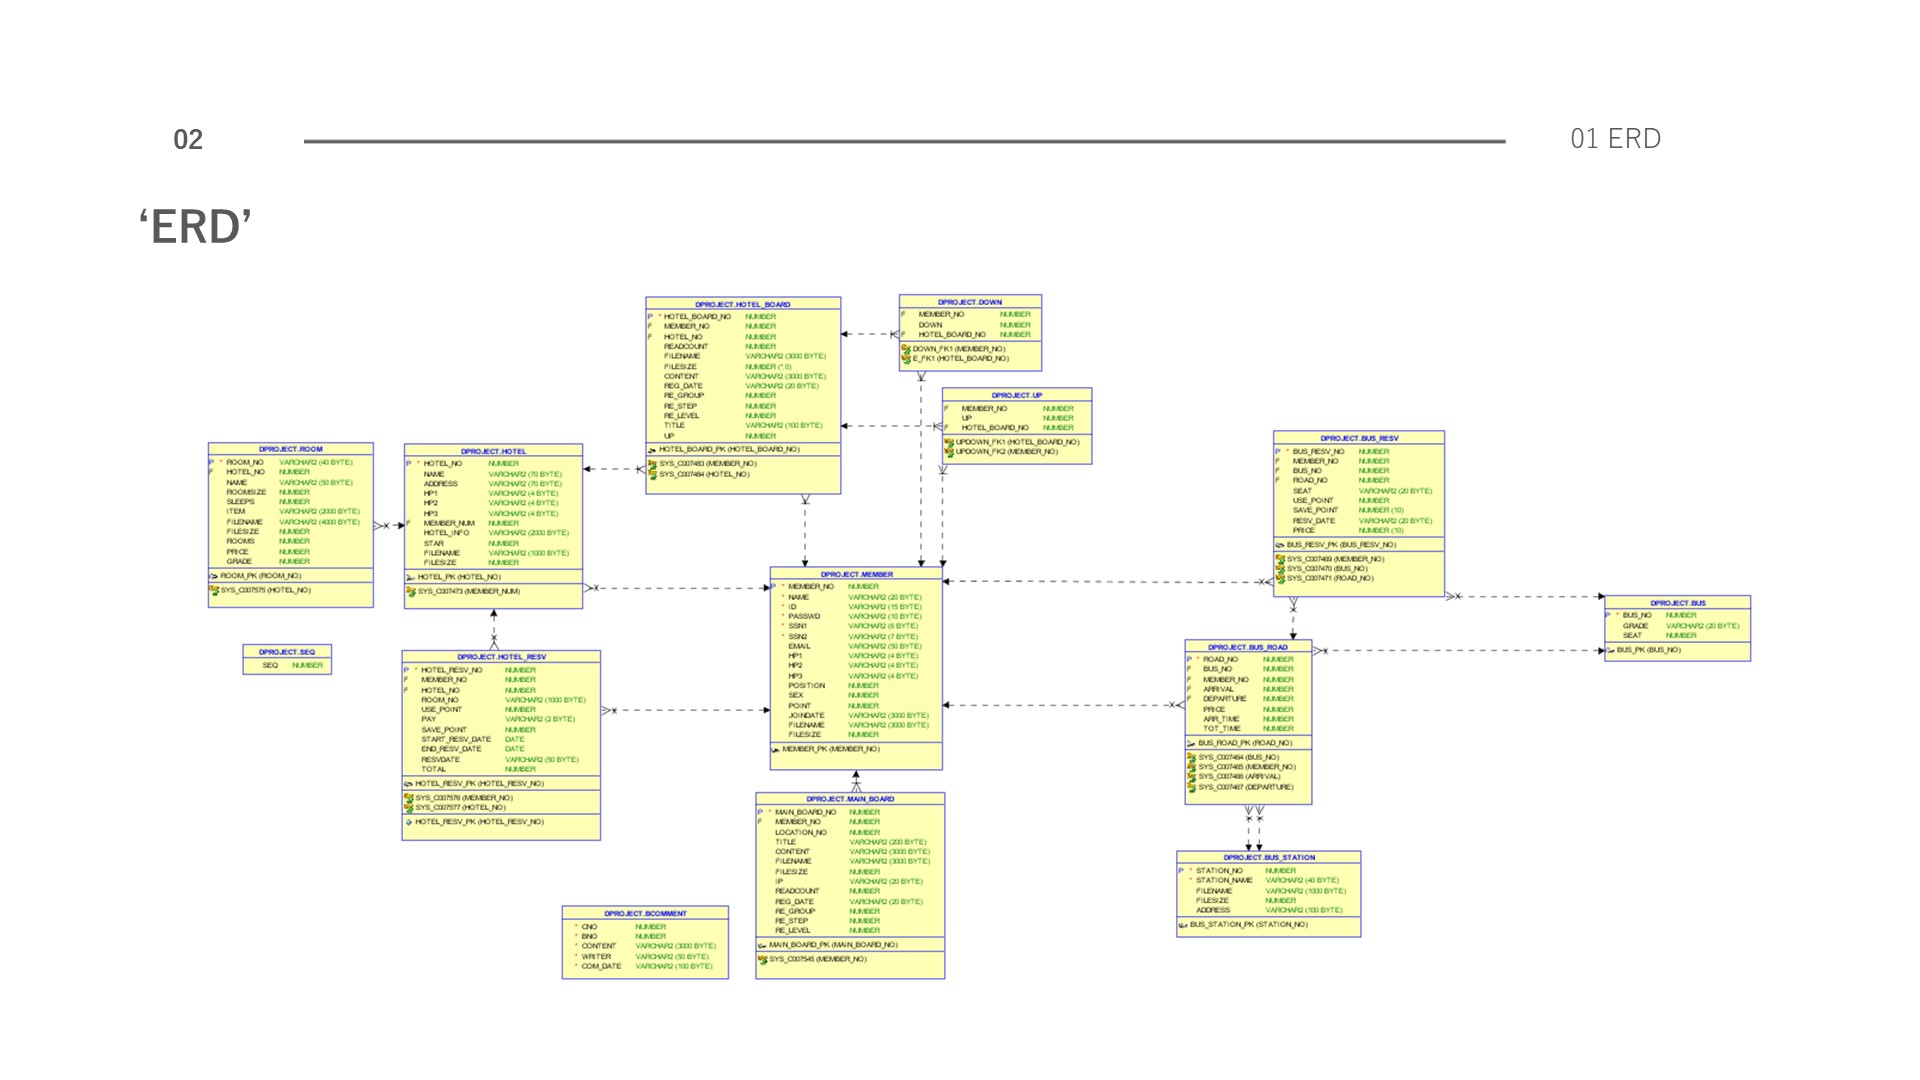 02
01 ERD
‘ERD’
DPROJECT.HOTEL_BOARD
P * HOTEL_BOARD_NO NUMBER
F MEMBER_NO NUMBER
F HOTEL_NO NUMBER
READCOUNT NUMBER
FILENAME VARCHAR2 (3000 BYTE)
FILESIZE NUMBER (*,0)
CONTENT VARCHAR2 (3000 BYTE)
REG_DATE VARCHAR2 (20 BYTE)
RE_GROUP NUMBER
RE_STEP NUMBER
RE_LEVEL NUMBER
TITLE VARCHAR2 (100 BYTE)
UP NUMBER
HOTEL_BOARD_PK (HOTEL_BOARD_NO)
SYS_C007483 (MEMBER_NO)
SYS_C007484 (HOTEL_NO)
DPROJECT.DOWN
F MEMBER_NO NUMBER
DOWN NUMBER
F HOTEL_BOARD_NO NUMBER
DOWN_FK1 (MEMBER_NO)
E_FK1 (HOTEL_BOARD_NO)
DPROJECT.UP
F MEMBER_NO NUMBER
UP NUMBER
F HOTEL_BOARD_NO NUMBER
UPDOWN_FK1 (HOTEL_BOARD_NO)
UPDOWN_FK2 (MEMBER_NO)
DPROJECT.ROOM
P * ROOM_NO VARCHAR2 (40 BYTE)
F HOTEL_NO NUMBER
NAME VARCHAR2 (50 BYTE)
ROOMSIZE NUMBER
SLEEPS NUMBER
ITEM VARCHAR2 (2000 BYTE)
FILENAME VARCHAR2 (4000 BYTE)
FILESIZE NUMBER
ROOMS NUMBER
PRICE NUMBER
GRADE NUMBER
ROOM_PK (ROOM_NO)
SYS_C007575 (HOTEL_NO)
DPROJECT.HOTEL
P * HOTEL_NO NUMBER
NAME VARCHAR2 (70 BYTE)
ADDRESS VARCHAR2 (70 BYTE)
HP1 VARCHAR2 (4 BYTE)
HP2 VARCHAR2 (4 BYTE)
HP3 VARCHAR2 (4 BYTE)
F MEMBER_NUM NUMBER
HOTEL_INFO VARCHAR2 (2000 BYTE)
STAR NUMBER
FILENAME VARCHAR2 (1000 BYTE)
FILESIZE NUMBER
HOTEL_PK (HOTEL_NO)
SYS_C007473 (MEMBER_NUM)
DPROJECT.BUS_RESV
P * BUS_RESV_NO NUMBER
F MEMBER_NO NUMBER
F BUS_NO NUMBER
F ROAD_NO NUMBER
SEAT VARCHAR2 (20 BYTE)
USE_POINT NUMBER
SAVE_POINT NUMBER (10)
RESV_DATE VARCHAR2 (20 BYTE)
PRICE NUMBER (10)
BUS_RESV_PK (BUS_RESV_NO)
SYS_C007469 (MEMBER_NO)
SYS_C007470 (BUS_NO)
SYS_C007471 (ROAD_NO)
DPROJECT.MEMBER
P * MEMBER_NO NUMBER
* NAME VARCHAR2 (20 BYTE)
* ID VARCHAR2 (15 BYTE)
* PASSWD VARCHAR2 (10 BYTE)
* SSN1 VARCHAR2 (6 BYTE)
* SSN2 VARCHAR2 (7 BYTE)
EMAIL VARCHAR2 (50 BYTE)
HP1 VARCHAR2 (4 BYTE)
HP2 VARCHAR2 (4 BYTE)
HP3 VARCHAR2 (4 BYTE)
POSITION NUMBER
SEX NUMBER
POINT NUMBER
JOINDATE VARCHAR2 (3000 BYTE)
FILENAME VARCHAR2 (3000 BYTE)
FILESIZE NUMBER
MEMBER_PK (MEMBER_NO)
DPROJECT.BUS
P * BUS_NO NUMBER
GRADE VARCHAR2 (20 BYTE)
SEAT NUMBER
BUS_PK (BUS_NO)
DPROJECT.SEQ
SEQ NUMBER
DPROJECT.HOTEL_RESV
P * HOTEL_RESV_NO NUMBER
F MEMBER_NO NUMBER
F HOTEL_NO NUMBER
ROOM_NO VARCHAR2 (1000 BYTE)
USE_POINT NUMBER
PAY VARCHAR2 (2 BYTE)
SAVE_POINT NUMBER
START_RESV_DATE DATE
END_RESV_DATE DATE
RESVDATE VARCHAR2 (50 BYTE)
TOTAL NUMBER
HOTEL_RESV_PK (HOTEL_RESV_NO)
SYS_C007576 (MEMBER_NO)
SYS_C007577 (HOTEL_NO)
HOTEL_RESV_PK (HOTEL_RESV_NO)
DPROJECT.BUS_ROAD
P * ROAD_NO NUMBER
F BUS_NO NUMBER
F MEMBER_NO NUMBER
F ARRIVAL NUMBER
F DEPARTURE NUMBER
PRICE NUMBER
ARR_TIME NUMBER
TOT_TIME NUMBER
BUS_ROAD_PK (ROAD_NO)
SYS_C007464 (BUS_NO)
SYS_C007465 (MEMBER_NO)
SYS_C007466 (ARRIVAL)
SYS_C007467 (DEPARTURE)
DPROJECT.MAIN_BOARD
P * MAIN_BOARD_NO NUMBER
F MEMBER_NO NUMBER
LOCATION_NO NUMBER
TITLE VARCHAR2 (200 BYTE)
CONTENT VARCHAR2 (3000 BYTE)
FILENAME VARCHAR2 (3000 BYTE)
FILESIZE NUMBER
IP VARCHAR2 (20 BYTE)
READCOUNT NUMBER
REG_DATE VARCHAR2 (20 BYTE)
RE_GROUP NUMBER
RE_STEP NUMBER
RE_LEVEL NUMBER
MAIN_BOARD_PK (MAIN_BOARD_NO)
SYS_C007545 (MEMBER_NO)
DPROJECT.BUS_STATION
P * STATION_NO NUMBER
* STATION_NAME VARCHAR2 (40 BYTE)
FILENAME VARCHAR2 (1000 BYTE)
FILESIZE NUMBER
ADDRESS VARCHAR2 (100 BYTE)
BUS_STATION_PK (STATION_NO)
DPROJECT.BCOMMENT
* CNO NUMBER
* BNO NUMBER
* CONTENT VARCHAR2 (3000 BYTE)
* WRITER VARCHAR2 (50 BYTE)
* COM_DATE VARCHAR2 (100 BYTE)